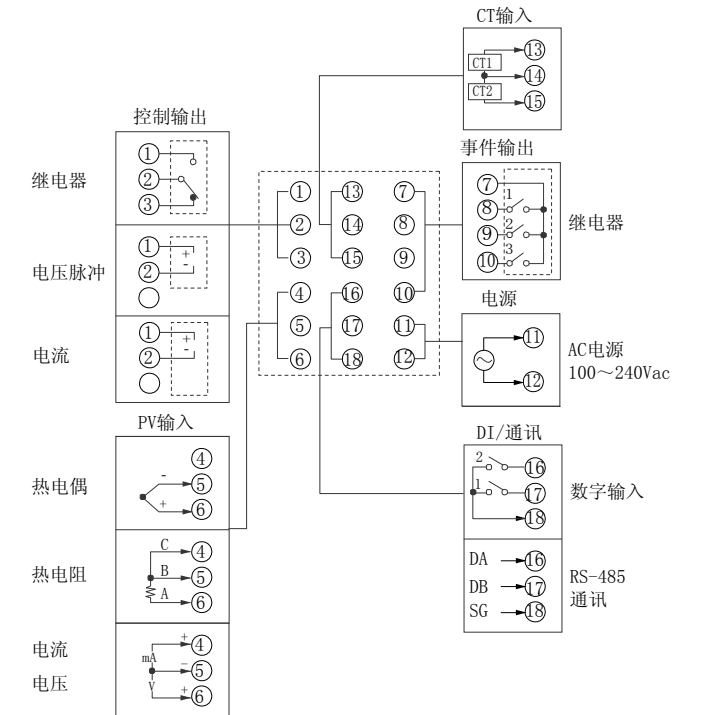 CT输入
CT1
CT2
⑬
⑭
⑮
控制输出
继电器
①
②
③
电压脉冲
①
+
②
-
电流
①
+
②
-
①
②
③
④
⑤
⑥
⑬
⑭
⑮
⑯
⑰
⑱
⑦
⑧
⑨
⑩
⑪
⑫
事件输出
⑦
1
⑧
2
⑨
3
⑩
继电器
电源
⑪
⑫
AC电源
100～240Vac
PV输入
热电偶
④
- ⑤
+ ⑥
热电阻
C ④
B ⑤
A ⑥
电流
电压
+ ④
mA
- ⑤
V
+ ⑥
DI/通讯
2 ⑯
1 ⑰
⑱
数字输入
DA ⑯
DB ⑰
SG ⑱
RS-485
通讯